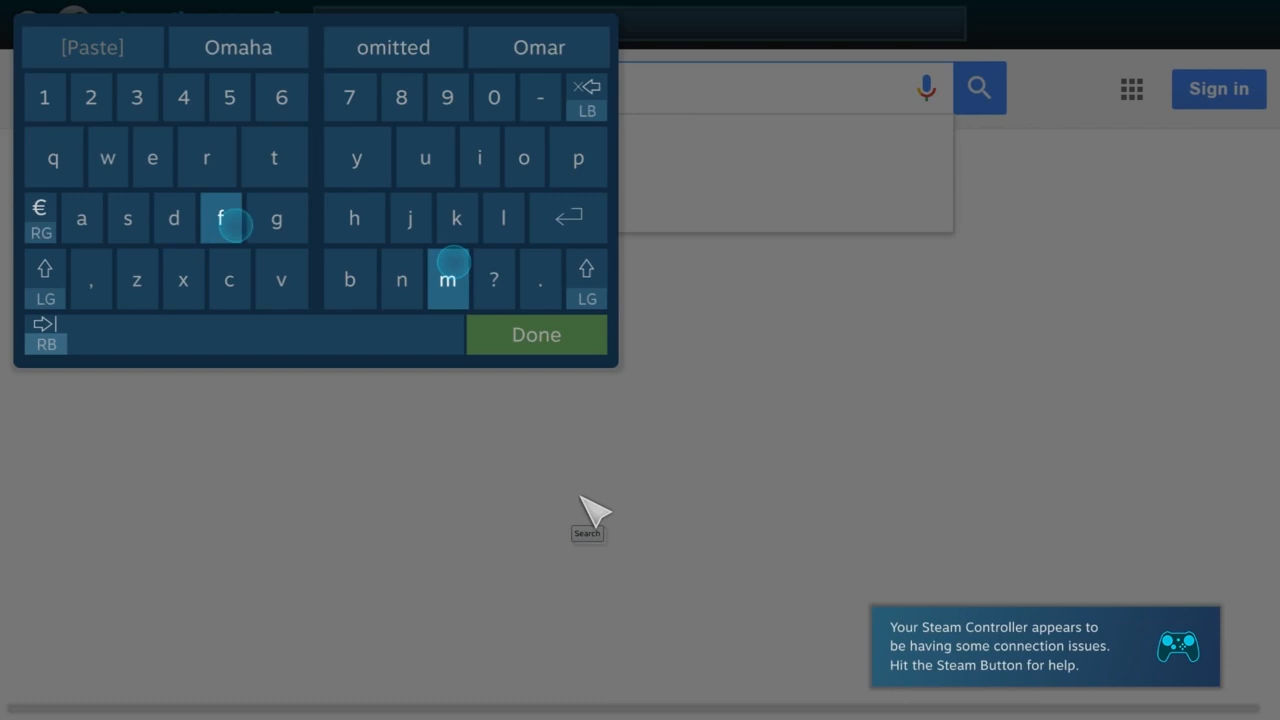 [Paste] Omaha omitted Omar
1 2 3 4 5 6 7 8 9 0 -
LB
q w e r t y u i o p
€ a s d f g h j k l
RG
, z x c v b n m ? .
LG LG
RB
Done
Sign in
Search
Your Steam Controller appears to
be having some connection issues.
Hit the Steam Button for help.